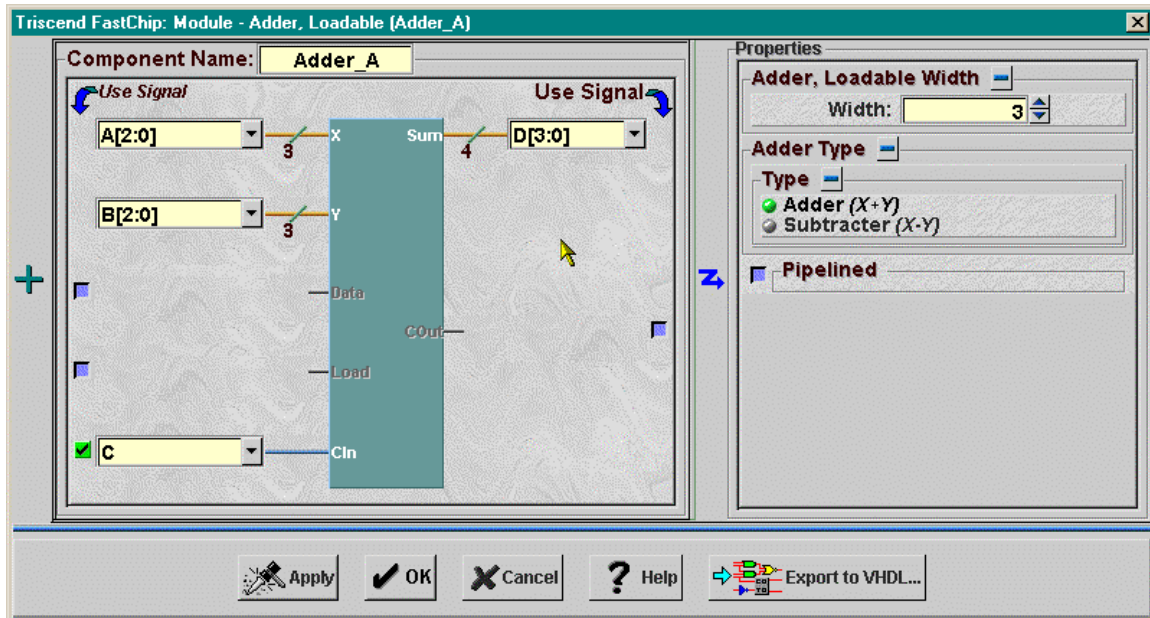 Triscend FastChip: Module - Adder, Loadable (Adder_A)
Component Name: Adder_A
Use Signal
Use Signal
A[2:0]
3
X
Sum
4
D[3:0]
B[2:0]
3
Y
Data
COut
Load
C
CIn
Properties
Adder, Loadable Width
Width: 3
Adder Type
Type
Adder (X+Y)
Subtracter (X-Y)
Pipelined
Apply
OK
Cancel
? Help
Export to VHDL...